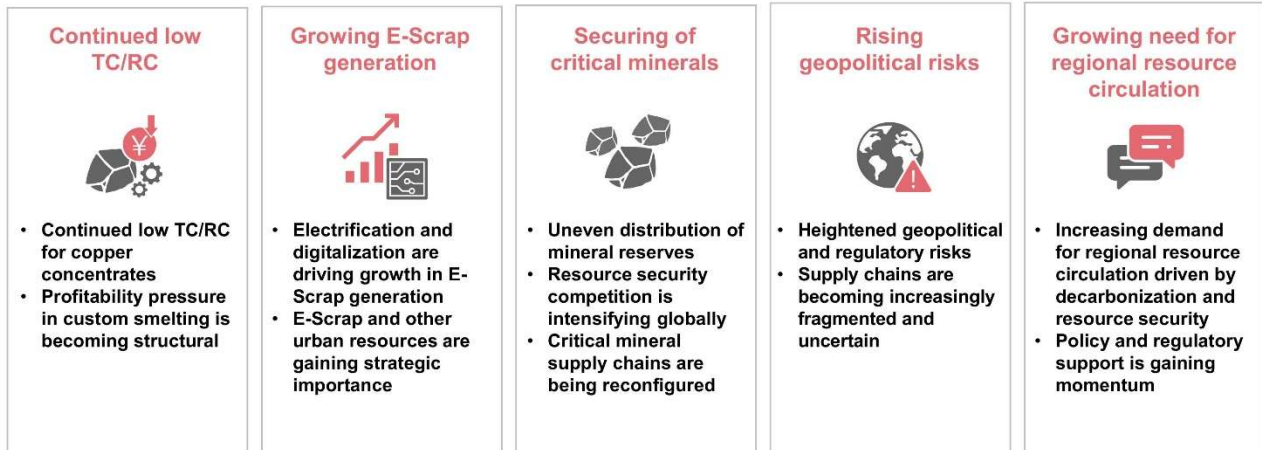 Continued low
TC/RC
¥
• Continued low TC/RC
for copper
concentrates
• Profitability pressure
in custom smelting is
becoming structural
Growing E-Scrap
generation
• Electrification and
digitalization are
driving growth in E-
Scrap generation
• E-Scrap and other
urban resources are
gaining strategic
importance
Securing of
critical minerals
• Uneven distribution of
mineral reserves
• Resource security
competition is
intensifying globally
• Critical mineral
supply chains are
being reconfigured
Rising
geopolitical risks
!
• Heightened geopolitical
and regulatory risks
• Supply chains are
becoming increasingly
fragmented and
uncertain
Growing need for
regional resource
circulation
• Increasing demand
for regional resource
circulation driven by
decarbonization and
resource security
• Policy and regulatory
support is gaining
momentum